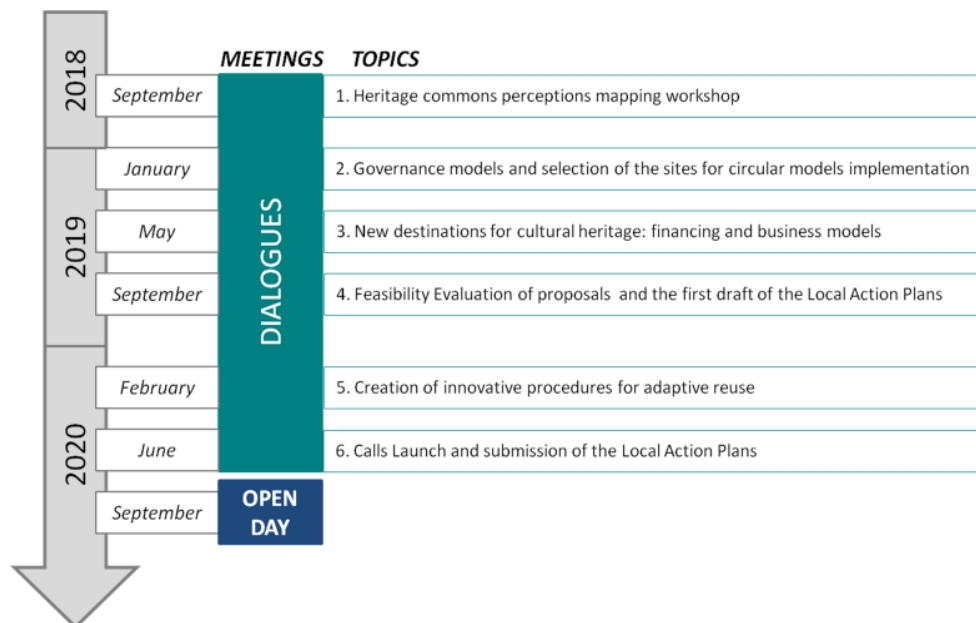 MEETINGS TOPICS
2018
September
1. Heritage commons perceptions mapping workshop
2019
January
2. Governance models and selection of the sites for circular models implementation
May
3. New destinations for cultural heritage: financing and business models
September
4. Feasibility Evaluation of proposals and the first draft of the Local Action Plans
DIALOGUES
2020
February
5. Creation of innovative procedures for adaptive reuse
June
6. Calls Launch and submission of the Local Action Plans
September
OPEN
DAY